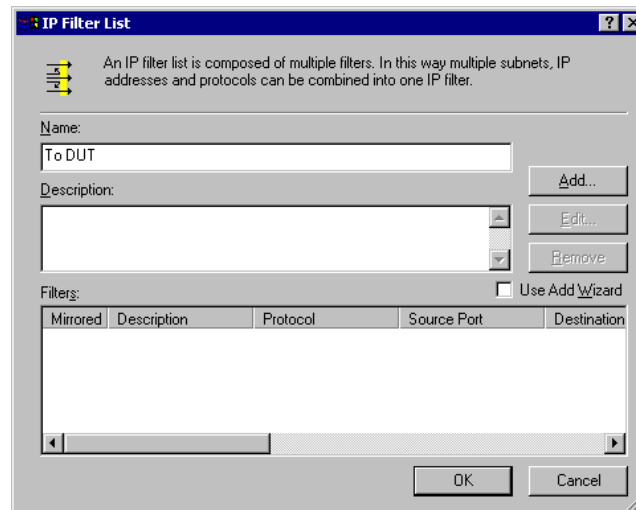 IP Filter List
An IP filter list is composed of multiple filters. In this way multiple subnets, IP
addresses and protocols can be combined into one IP filter.
Name:
To DUT
Add...
Description:
Edit...
Remove
Filters:
Use Add Wizard
Mirrored Description Protocol Source Port Destination
OK Cancel